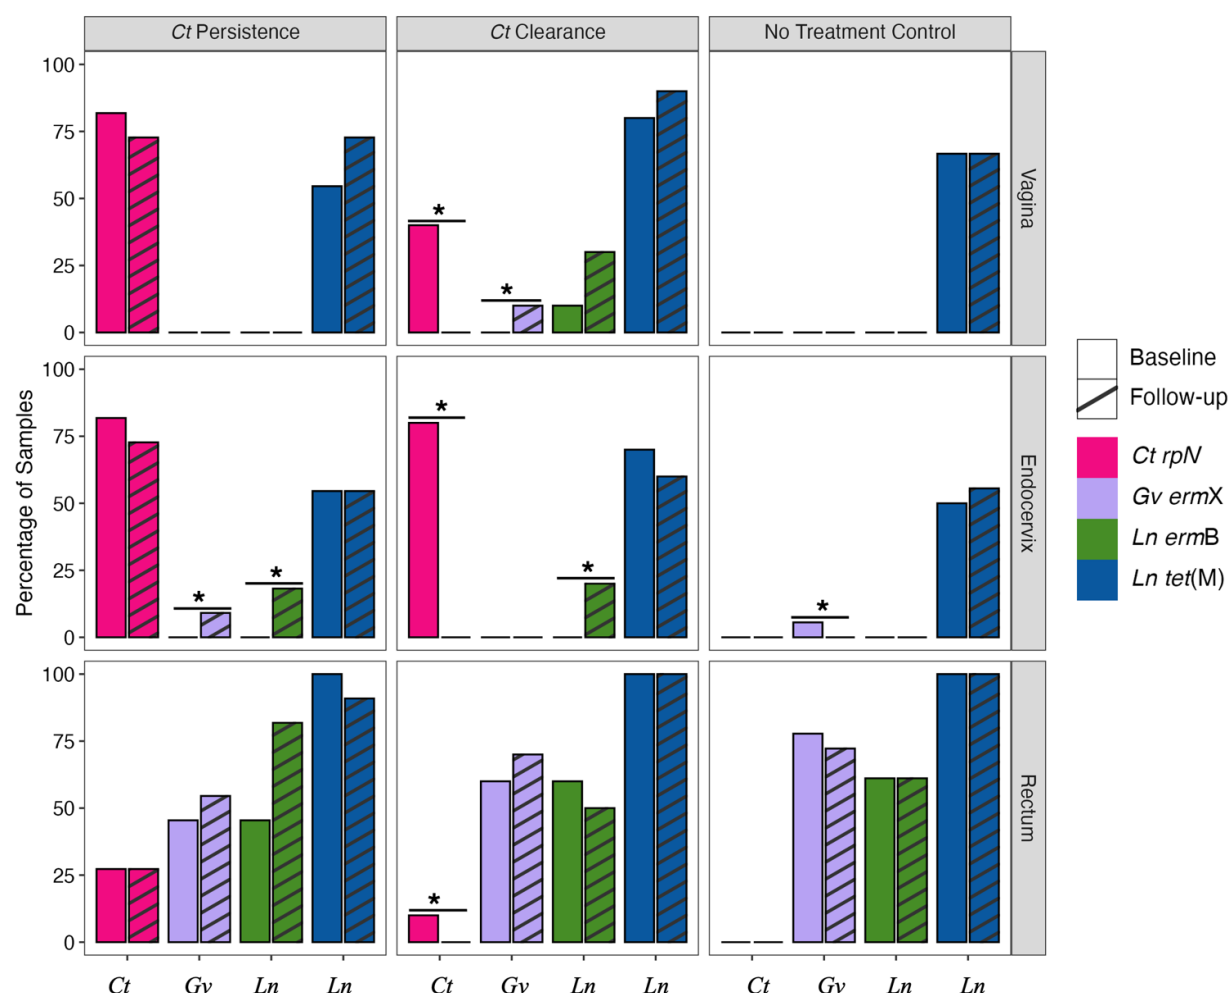 Ct Persistence
Ct Clearance
No Treatment Control
Percentage of Samples
100
75
50
25
0
*
*
Vagina
100
75
50
25
0
*
*
*
*
*
Endocervix
100
75
50
25
0
*
Rectum
Ct Gv Ln Ln
Ct Gv Ln Ln
Ct Gv Ln Ln
Baseline
Follow-up
Ct rpN
Gv ermX
Ln ermB
Ln tet(M)